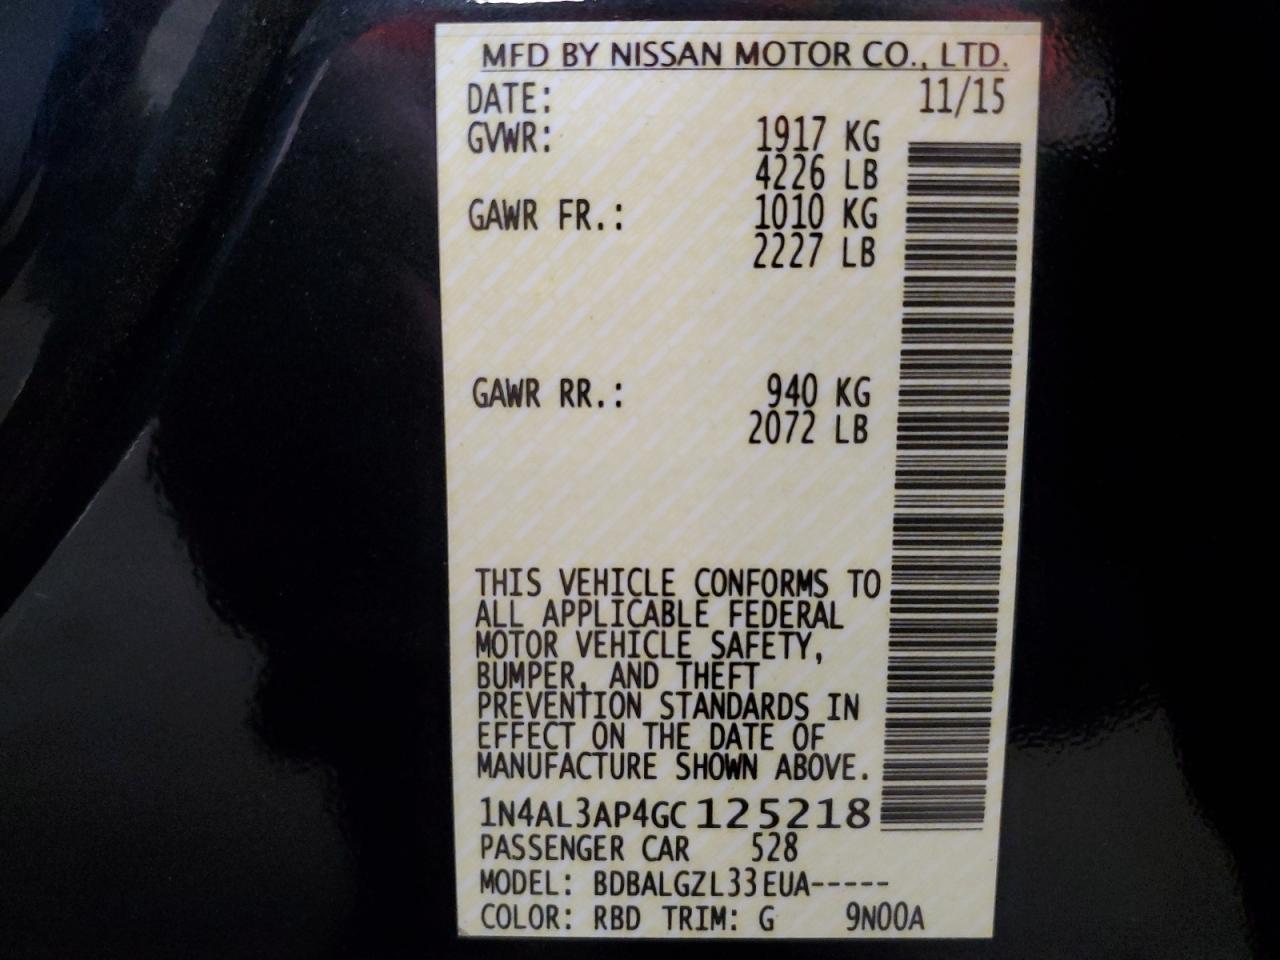 MFD BY NISSAN MOTOR CO., LTD.
DATE: 11/15
GVWR: 1917 KG
4226 LB
GAWR FR.: 1010 KG
2227 LB
GAWR RR.: 940 KG
2072 LB
THIS VEHICLE CONFORMS TO
ALL APPLICABLE FEDERAL
MOTOR VEHICLE SAFETY,
BUMPER, AND THEFT
PREVENTION STANDARDS IN
EFFECT ON THE DATE OF
MANUFACTURE SHOWN ABOVE.
1N4AL3AP4GC125218
PASSENGER CAR 528
MODEL: BDBALGZL33EUA-----
COLOR: RBD TRIM: G 9N00A